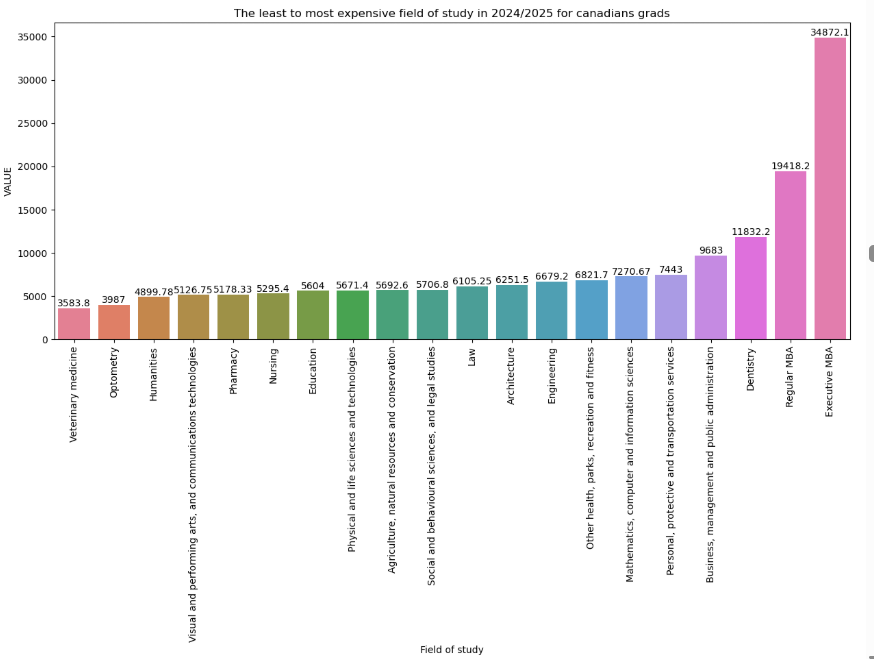 The least to most expensive field of study in 2024/2025 for canadians grads
VALUE
35000
30000
25000
20000
15000
10000
5000
0
3583.8
3987
4899.78
5126.75
5178.33
5295.4
5604
5671.4
5692.6
5706.8
6105.25
6251.5
6679.2
6821.7
7270.67
7443
9683
11832.2
19418.2
34872.1
Veterinary medicine
Optometry
Humanities
Visual and performing arts, and communications technologies
Pharmacy
Nursing
Education
Physical and life sciences and technologies
Agriculture, natural resources and conservation
Social and behavioural sciences, and legal studies
Law
Architecture
Engineering
Other health, parks, recreation and fitness
Mathematics, computer and information sciences
Personal, protective and transportation services
Business, management and public administration
Dentistry
Regular MBA
Executive MBA
Field of study